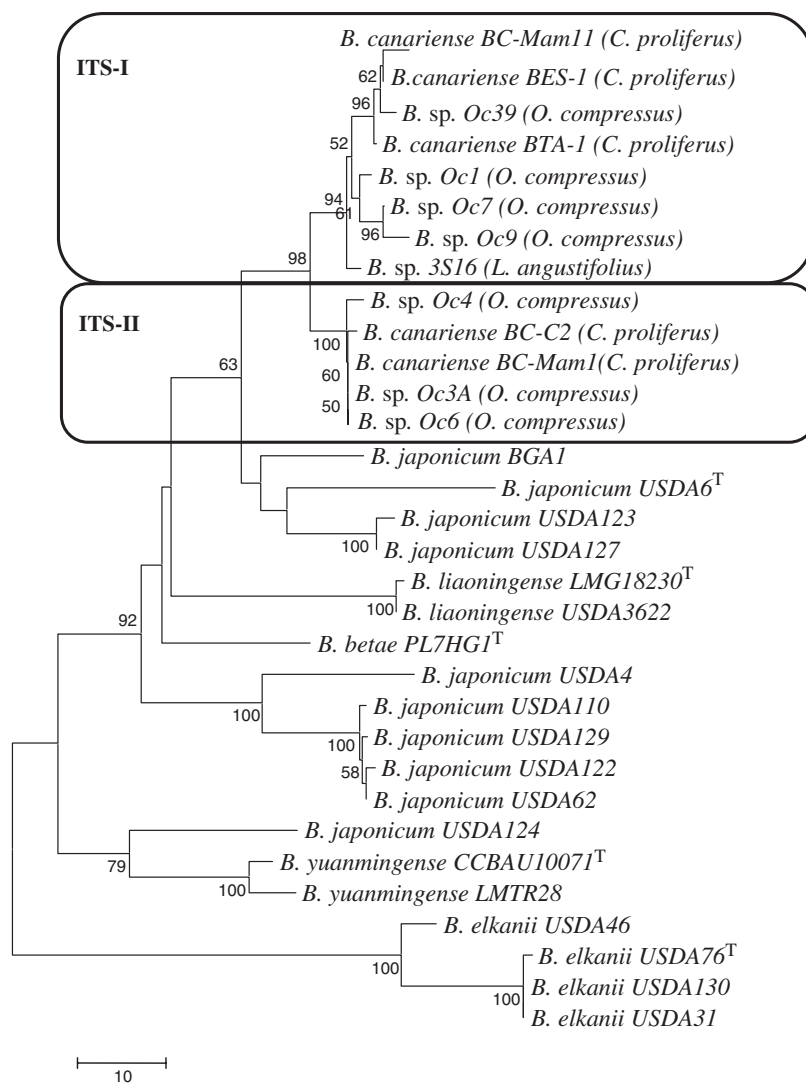 B. canariense BC-Mam11 (C. proliferus)
ITS-I
62
B.canariense BES-1 (C. proliferus)
96
B. sp. Oc39 (O. compressus)
52
B. canariense BTA-1 (C. proliferus)
B. sp. Oc1 (O. compressus)
94
61
B. sp. Oc7 (O. compressus)
96
B. sp. Oc9 (O. compressus)
98
B. sp. 3S16 (L. angustifolius)
B. sp. Oc4 (O. compressus)
ITS-II
B. canariense BC-C2 (C. proliferus)
100
63
B. canariense BC-Mam1(C. proliferus)
60
B. sp. Oc3A (O. compressus)
50
B. sp. Oc6 (O. compressus)
B. japonicum BGA1
B. japonicum USDA6T
B. japonicum USDA123
100
B. japonicum USDA127
B. liaoningense LMG18230T
100
B. liaoningense USDA3622
92
B. betae PL7HG1T
B. japonicum USDA4
100
B. japonicum USDA110
100
B. japonicum USDA129
58
B. japonicum USDA122
B. japonicum USDA62
B. japonicum USDA124
79
B. yuanmingense CCBAU10071T
100
B. yuanmingense LMTR28
B. elkanii USDA46
100
B. elkanii USDA76T
100
B. elkanii USDA130
B. elkanii USDA31
10